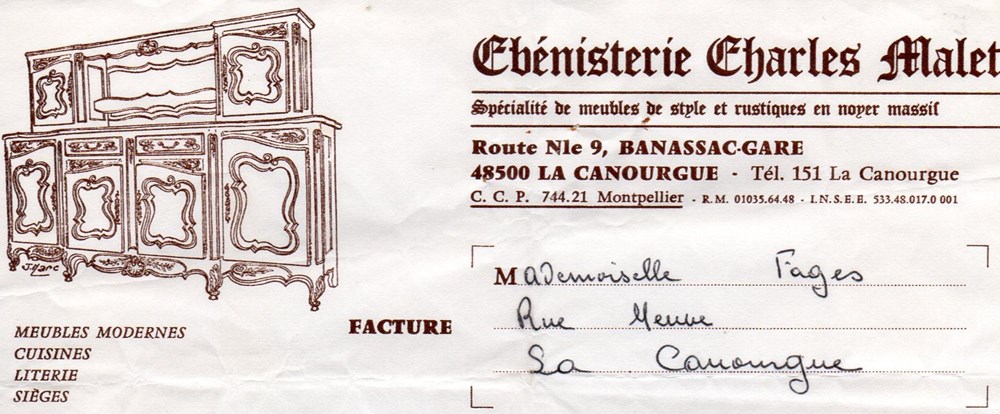 Ebénisterie Charles Malet
Spécialité de meubles de style et rustiques en noyer massif
Route Nle 9, BANASSAC-GARE
48500 LA CANOURGUE - Tél. 151 La Canourgue
C. C. P. 744.21 Montpellier - R. M. 01035.64.48 - I. N. S. E. E. 533.48.017.0 001
J. Marc
MEUBLES MODERNES
CUISINES
LITERIE
SIÈGES
FACTURE
Mademoiselle Fages
Rue Neuve
La Canourgue